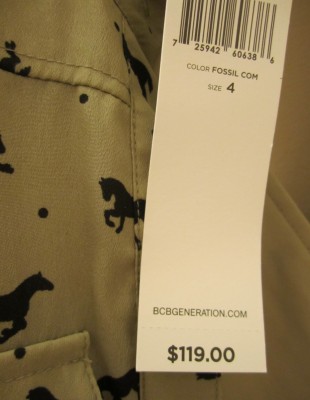 7 25942 60638 6
COLOR FOSSIL COM
SIZE 4
BCBGENERATION.COM
$119.00